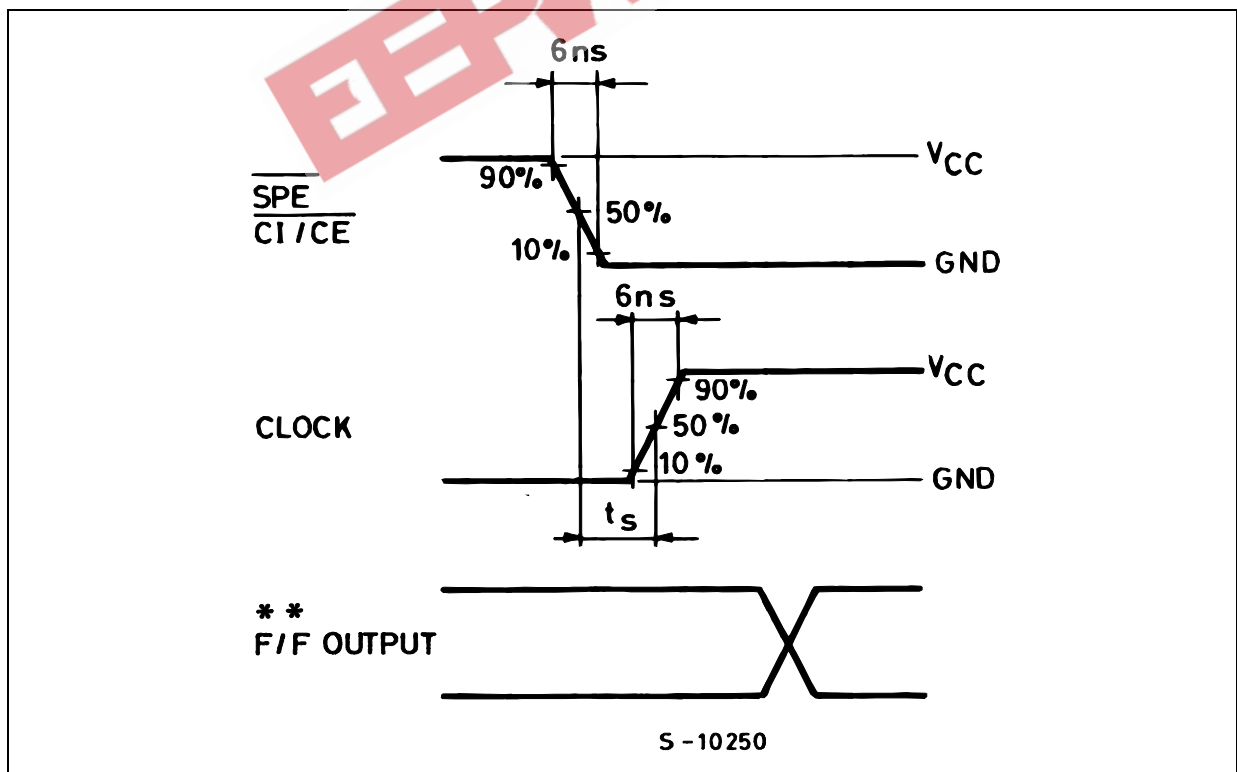 6ns
VCC
90%
SPE
CI/CE
50%
10%
GND
6ns
VCC
90%
CLOCK
50%
10%
GND
ts
**
F/F OUTPUT
S-10250